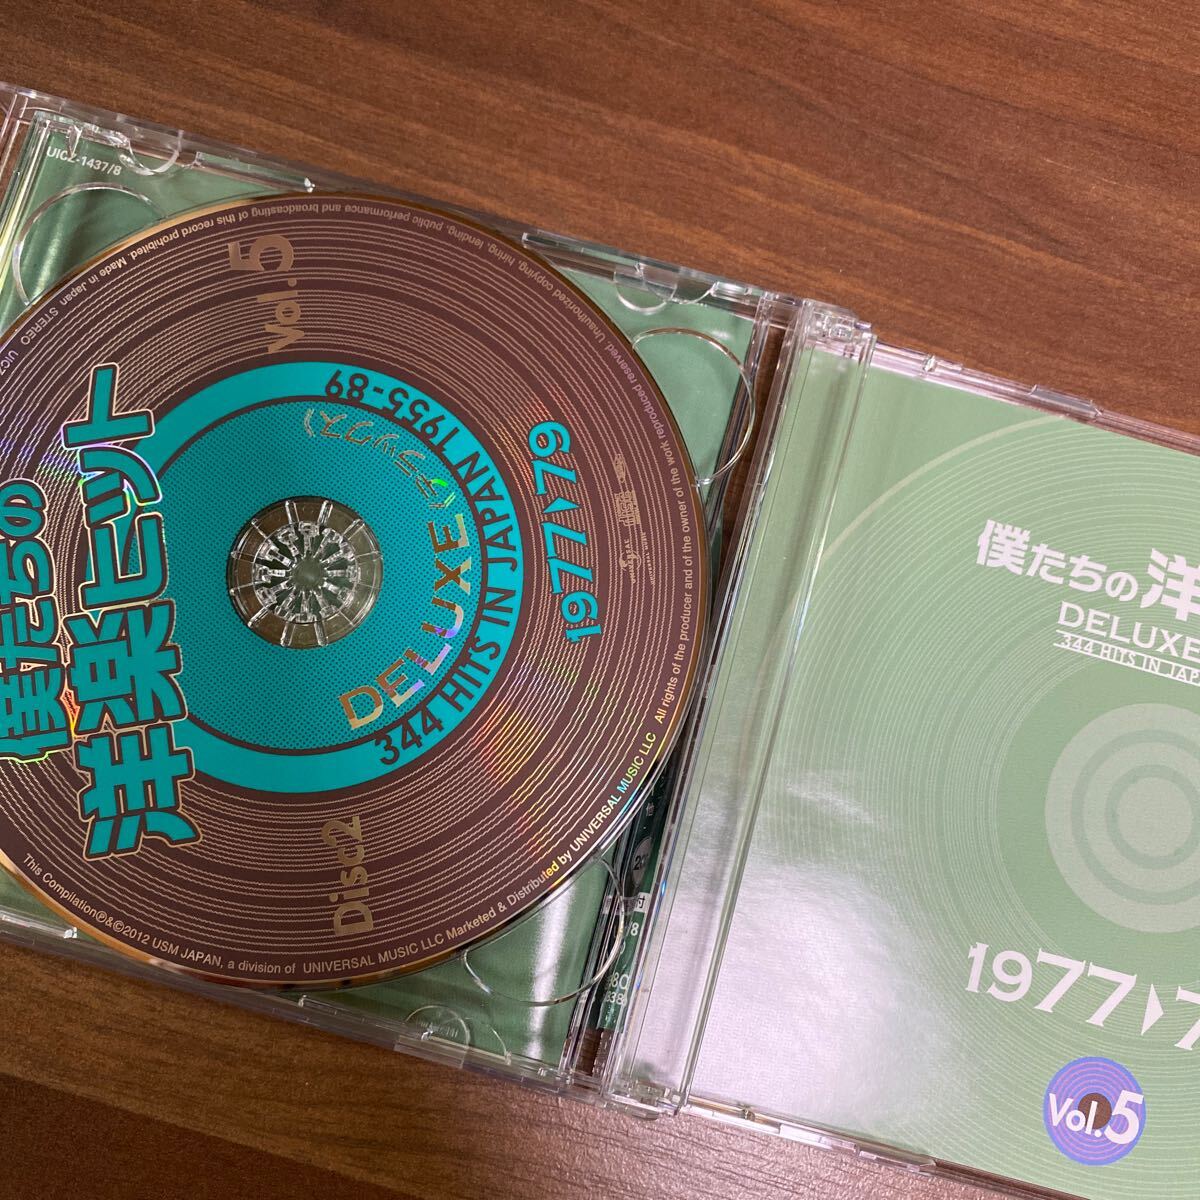 UICZ-1437/8
僕たちの
洋楽ヒット
Vol.5
DELUXE (デラックス)
344 HITS IN JAPAN 1955-89
1977▶79
Disc2
Unauthorized copying, hiring, lending, public performance and broadcasting of this record prohibited. Made in Japan STEREO UICZ
This Compilation℗&©2012 USM JAPAN, a division of UNIVERSAL MUSIC LLC Marketed & Distributed by UNIVERSAL MUSIC LLC All rights of the producer and of the owner of the work reproduced reserved.
UNIVERSAL
僕たちの 洋
DELUXE
344 HITS IN JAP
1977▶7
Vol.5